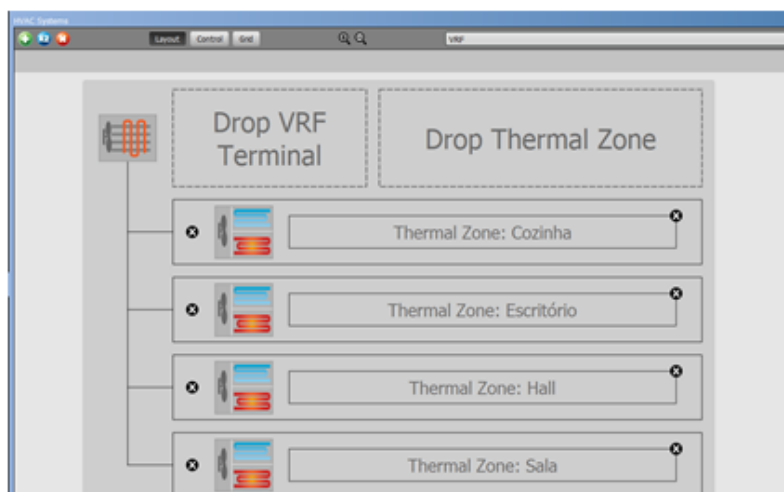 HVAC Systems
Layout Control Grid VRF
Drop VRF
Terminal
Drop Thermal Zone
Thermal Zone: Cozinha
Thermal Zone: Escritório
Thermal Zone: Hall
Thermal Zone: Sala